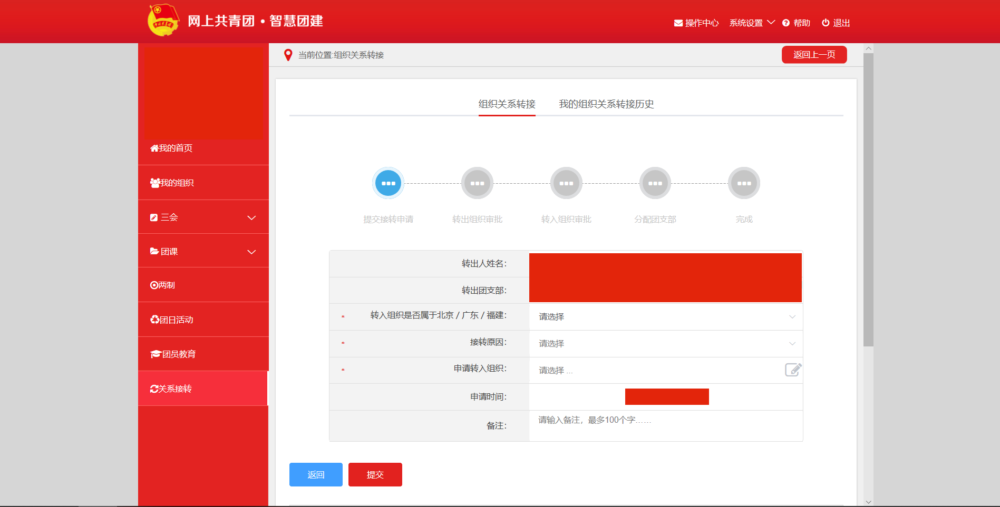 网上共青团·智慧团建
操作中心 系统设置 帮助 退出
当前位置:组织关系转接
返回上一页
组织关系转接 我的组织关系转接历史
我的首页
我的组织
三会
团课
两制
团日活动
团员教育
关系接转
提交接转申请 转出组织审批 转入组织审批 分配团支部 完成
转出人姓名：
转出团支部：
* 转入组织是否属于北京 / 广东 / 福建： 请选择
* 接转原因： 请选择
* 申请转入组织： 请选择 ...
申请时间：
备注： 请输入备注，最多100个字……
返回 提交